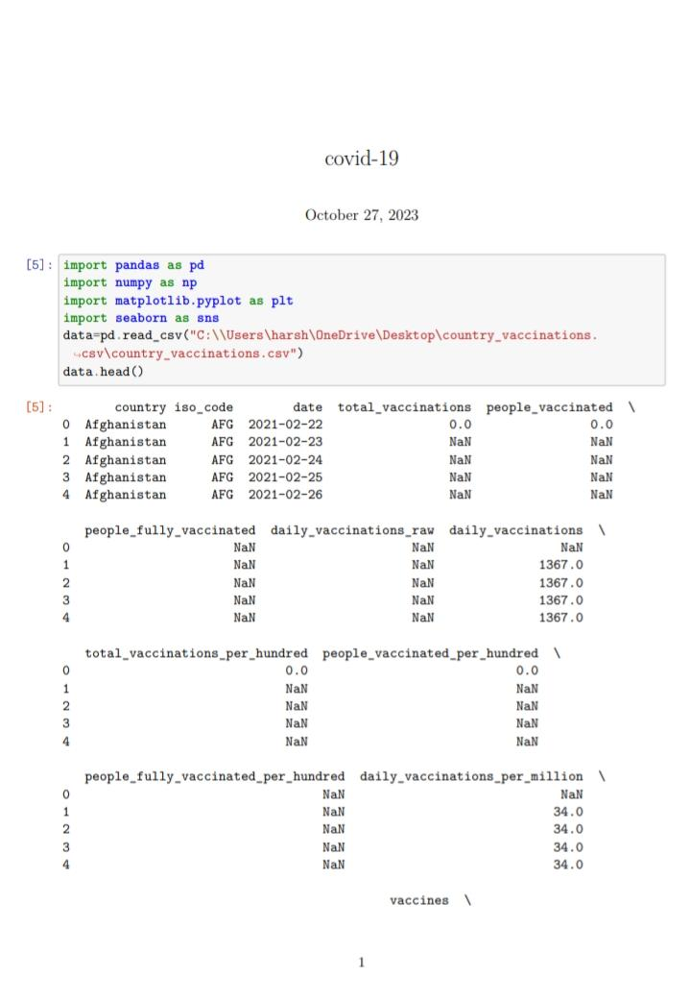 covid-19
October 27, 2023
[5]: import pandas as pd
import numpy as np
import matplotlib.pyplot as plt
import seaborn as sns
data=pd.read_csv("C:\\Users\harsh\OneDrive\Desktop\country_vaccinations.
↪csv\country_vaccinations.csv")
data.head()
[5]: country iso_code date total_vaccinations people_vaccinated \
0 Afghanistan AFG 2021-02-22 0.0 0.0
1 Afghanistan AFG 2021-02-23 NaN NaN
2 Afghanistan AFG 2021-02-24 NaN NaN
3 Afghanistan AFG 2021-02-25 NaN NaN
4 Afghanistan AFG 2021-02-26 NaN NaN
people_fully_vaccinated daily_vaccinations_raw daily_vaccinations \
0 NaN NaN NaN
1 NaN NaN 1367.0
2 NaN NaN 1367.0
3 NaN NaN 1367.0
4 NaN NaN 1367.0
total_vaccinations_per_hundred people_vaccinated_per_hundred \
0 0.0 0.0
1 NaN NaN
2 NaN NaN
3 NaN NaN
4 NaN NaN
people_fully_vaccinated_per_hundred daily_vaccinations_per_million \
0 NaN NaN
1 NaN 34.0
2 NaN 34.0
3 NaN 34.0
4 NaN 34.0
vaccines \
1